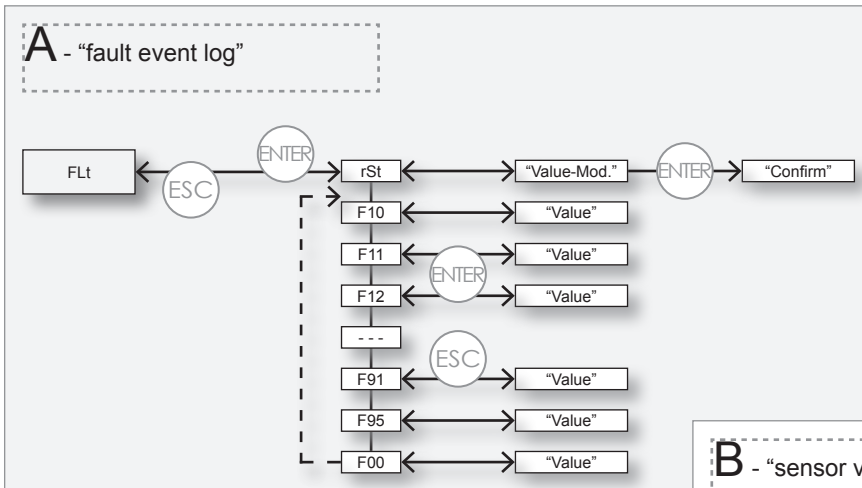 A - “fault event log”
FLt
ESC
ENTER
rSt
“Value-Mod.”
ENTER
“Confirm”
F10
“Value”
F11
“Value”
ENTER
F12
“Value”
- - -
ESC
F91
“Value”
F95
“Value”
F00
“Value”
B - “sensor v